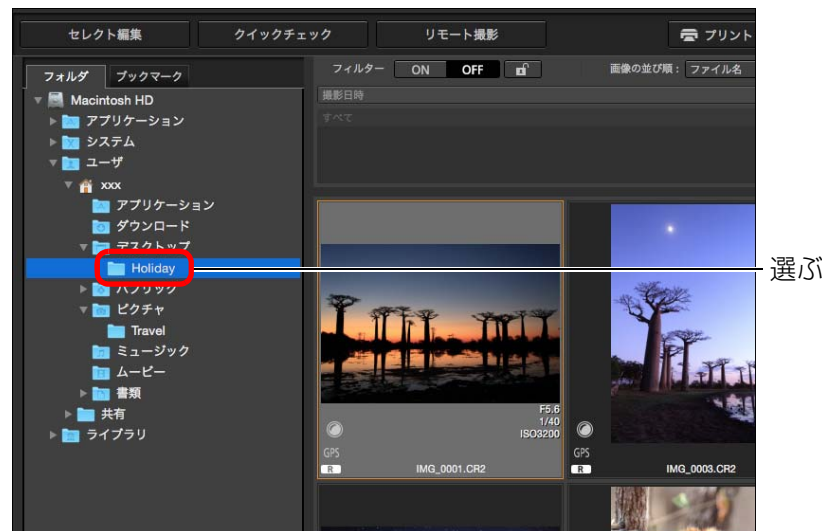 セレクト編集 クイックチェック リモート撮影 プリント
フォルダ ブックマーク フィルター ON OFF 画像の並び順： ファイル名
Macintosh HD
撮影日時
アプリケーション
すべて
システム
ユーザ
xxx
アプリケーション
ダウンロード
デスクトップ
Holiday
選ぶ
パブリック
ピクチャ
Travel
ミュージック
ムービー
書類
共有
ライブラリ
F5.6
1/40
ISO3200
GPS
R IMG_0001.CR2
GPS
R IMG_0003.CR2